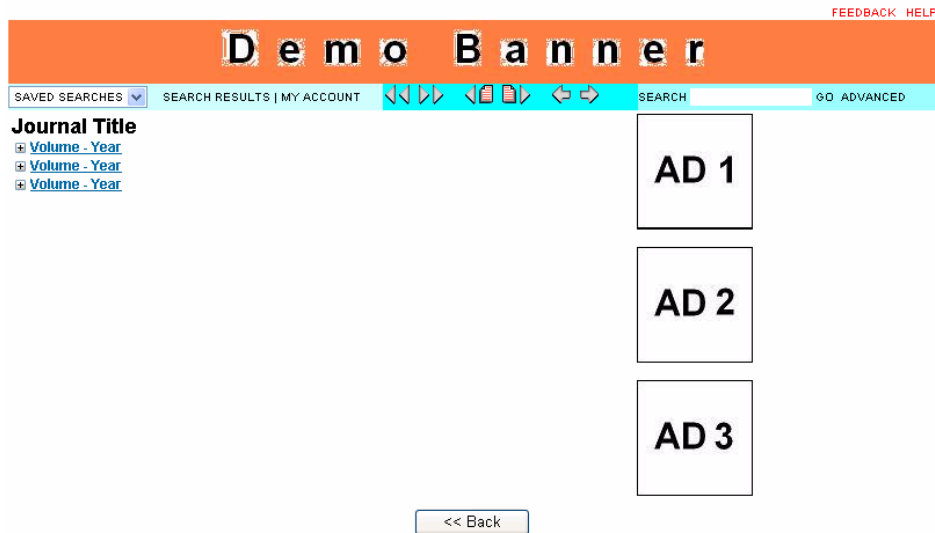 FEEDBACK HELP
Demo Banner
SAVED SEARCHES SEARCH RESULTS | MY ACCOUNT SEARCH GO ADVANCED
Journal Title
Volume - Year
Volume - Year
Volume - Year
AD 1
AD 2
AD 3
<< Back